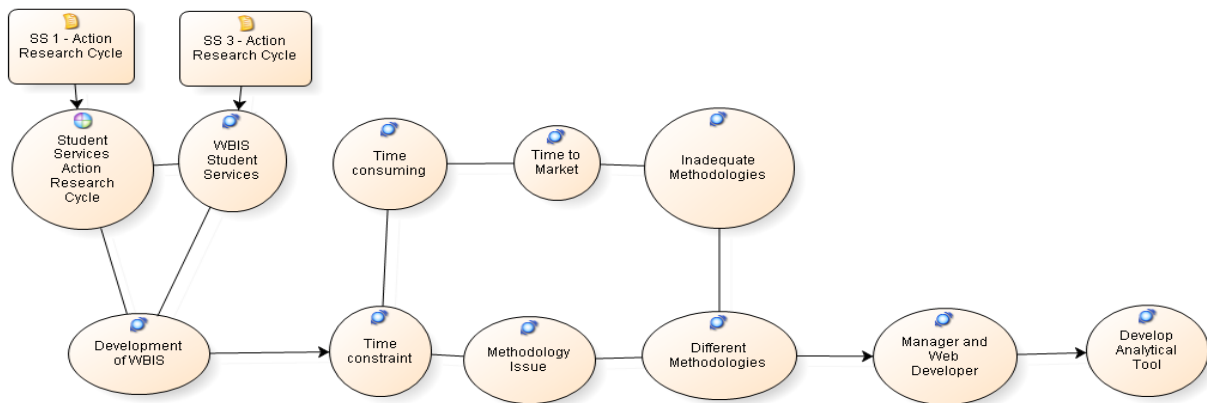 SS 1 - Action
Research Cycle
SS 3 - Action
Research Cycle
Student
Services
Action
Research
Cycle
WBIS
Student
Services
Time
consuming
Time to
Market
Inadequate
Methodologies
Development
of WBIS
Time
constraint
Methodology
Issue
Different
Methodologies
Manager and
Web
Developer
Develop
Analytical
Tool